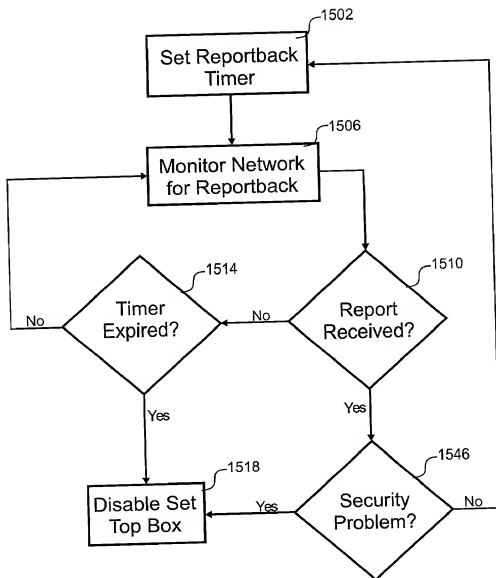 1502
Set Reportback
Timer
1506
Monitor Network
for Reportback
1514
Timer
Expired?
No
No
1510
Report
Received?
Yes
Yes
1518
Disable Set
Top Box
Yes
1546
Security
Problem?
No